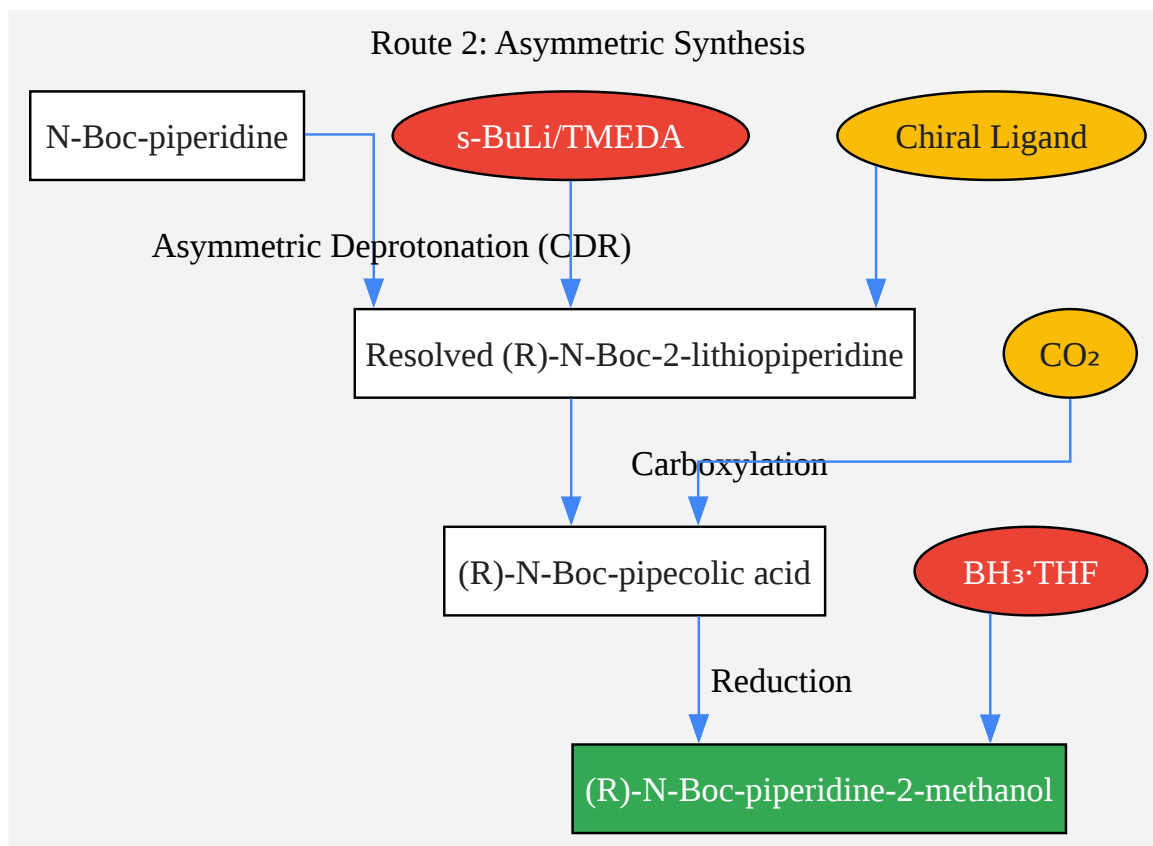 Route 2: Asymmetric Synthesis
N-Boc-piperidine
s-BuLi/TMEDA
Chiral Ligand
Asymmetric Deprotonation (CDR)
Resolved (R)-N-Boc-2-lithiopiperidine
CO₂
Carboxylation
(R)-N-Boc-pipecolic acid
BH₃·THF
Reduction
(R)-N-Boc-piperidine-2-methanol